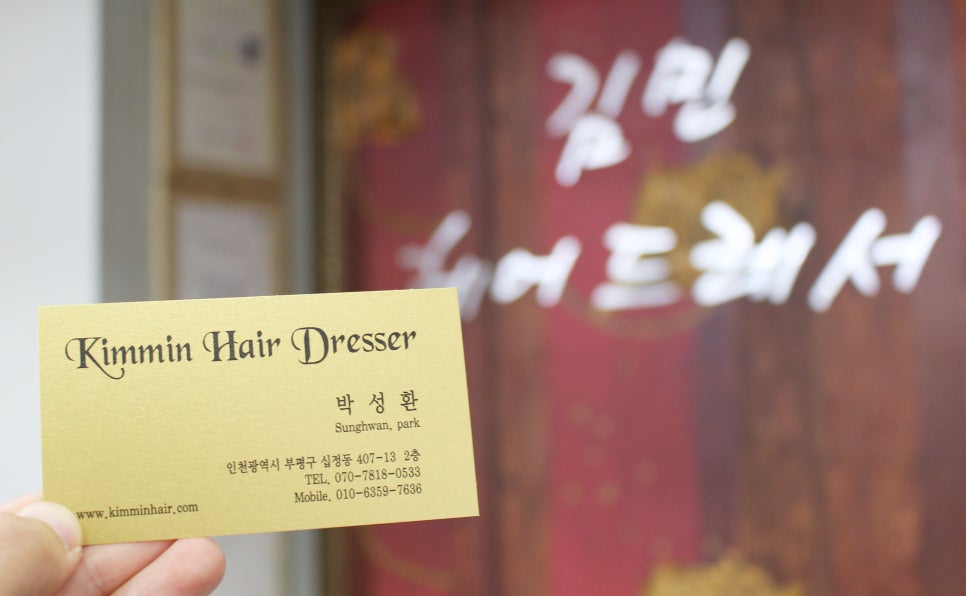 김민
헤어드래서
Kimmin Hair Dresser
박 성 환
Sunghwan, park
인천광역시 부평구 십정동 407-13 2층
TEL. 070-7818-0533
Mobile. 010-6359-7636
www.kimminhair.com